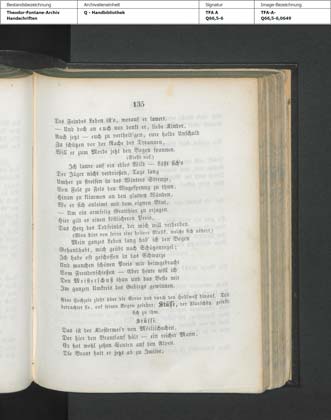 Bestandsbezeichnung
Theodor-Fontane-Archiv
Handschriften
Archivalieneinheit
Q - Handbibliothek
Signatur
TFA A
Q66,5-6
Image-Bezeichnung
TFA-A-
Q66,5-6,0649
135
Des Feindes Leben ist's, worauf er lauert.
— Und doch an euch nur denkt er, liebe Kinder,
Auch jetzt — euch zu vertheid'gen, eure holde Unschuld
Zu schützen vor der Rache des Tyrannen,
Will er zum Morde jetzt den Bogen spannen.
(Steht auf.)
Ich laure auf ein edles Wild — Läßt sich's
Der Jäger nicht verdrießen, Tage lang
Umher zu streifen in des Winters Strenge,
Von Fels zu Fels den Wagesprung zu thun,
Hinan zu klimmen an den glatten Wänden,
Wo er sich anleimt mit dem eignen Blut,
— Um ein armselig Gratthier zu erjagen.
Hier gilt es einen köstlicheren Preis,
Das Herz des Todfeinds, der mich will verderben.
(Man hört von ferne eine heitere Musik, welche sich nähert.)
Mein ganzes Leben lang hab' ich den Bogen
Gehandhabt, mich geübt nach Schützenregel;
Ich habe oft geschossen in das Schwarze
Und manchen schönen Preis mir heimgebracht
Vom Freudenschießen — Aber heute will ich
Den Meisterschuß thun und das Beste mir
Im ganzen Umkreis des Gebirgs gewinnen.
Eine Hochzeit zieht über die Scene und durch den Hohlweg hinauf. Tell
betrachtet sie, auf seinen Bogen gelehnt; Stüssi, der Flurschütz, gesellt
sich zu ihm.
Stüssi.
Das ist der Klostermei'r von Mörlischachen,
Der hier den Brautlauf hält — ein reicher Mann,
Er hat wohl zehen Senten auf den Alpen.
Die Braut holt er jetzt ab zu Imisee,